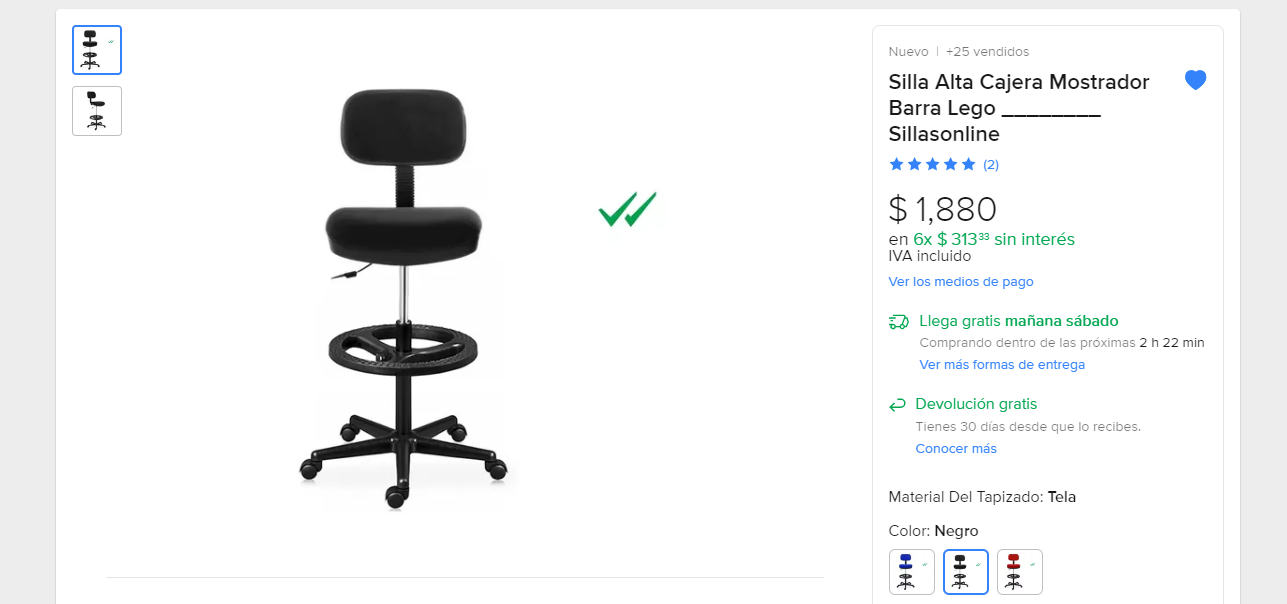 Nuevo | +25 vendidos
Silla Alta Cajera Mostrador
Barra Lego _________
Sillasonline
(2)
$ 1,880
en 6x $ 313³³ sin interés
IVA incluido
Ver los medios de pago
Llega gratis mañana sábado
Comprando dentro de las próximas 2 h 22 min
Ver más formas de entrega
Devolución gratis
Tienes 30 días desde que lo recibes.
Conocer más
Material Del Tapizado: Tela
Color: Negro